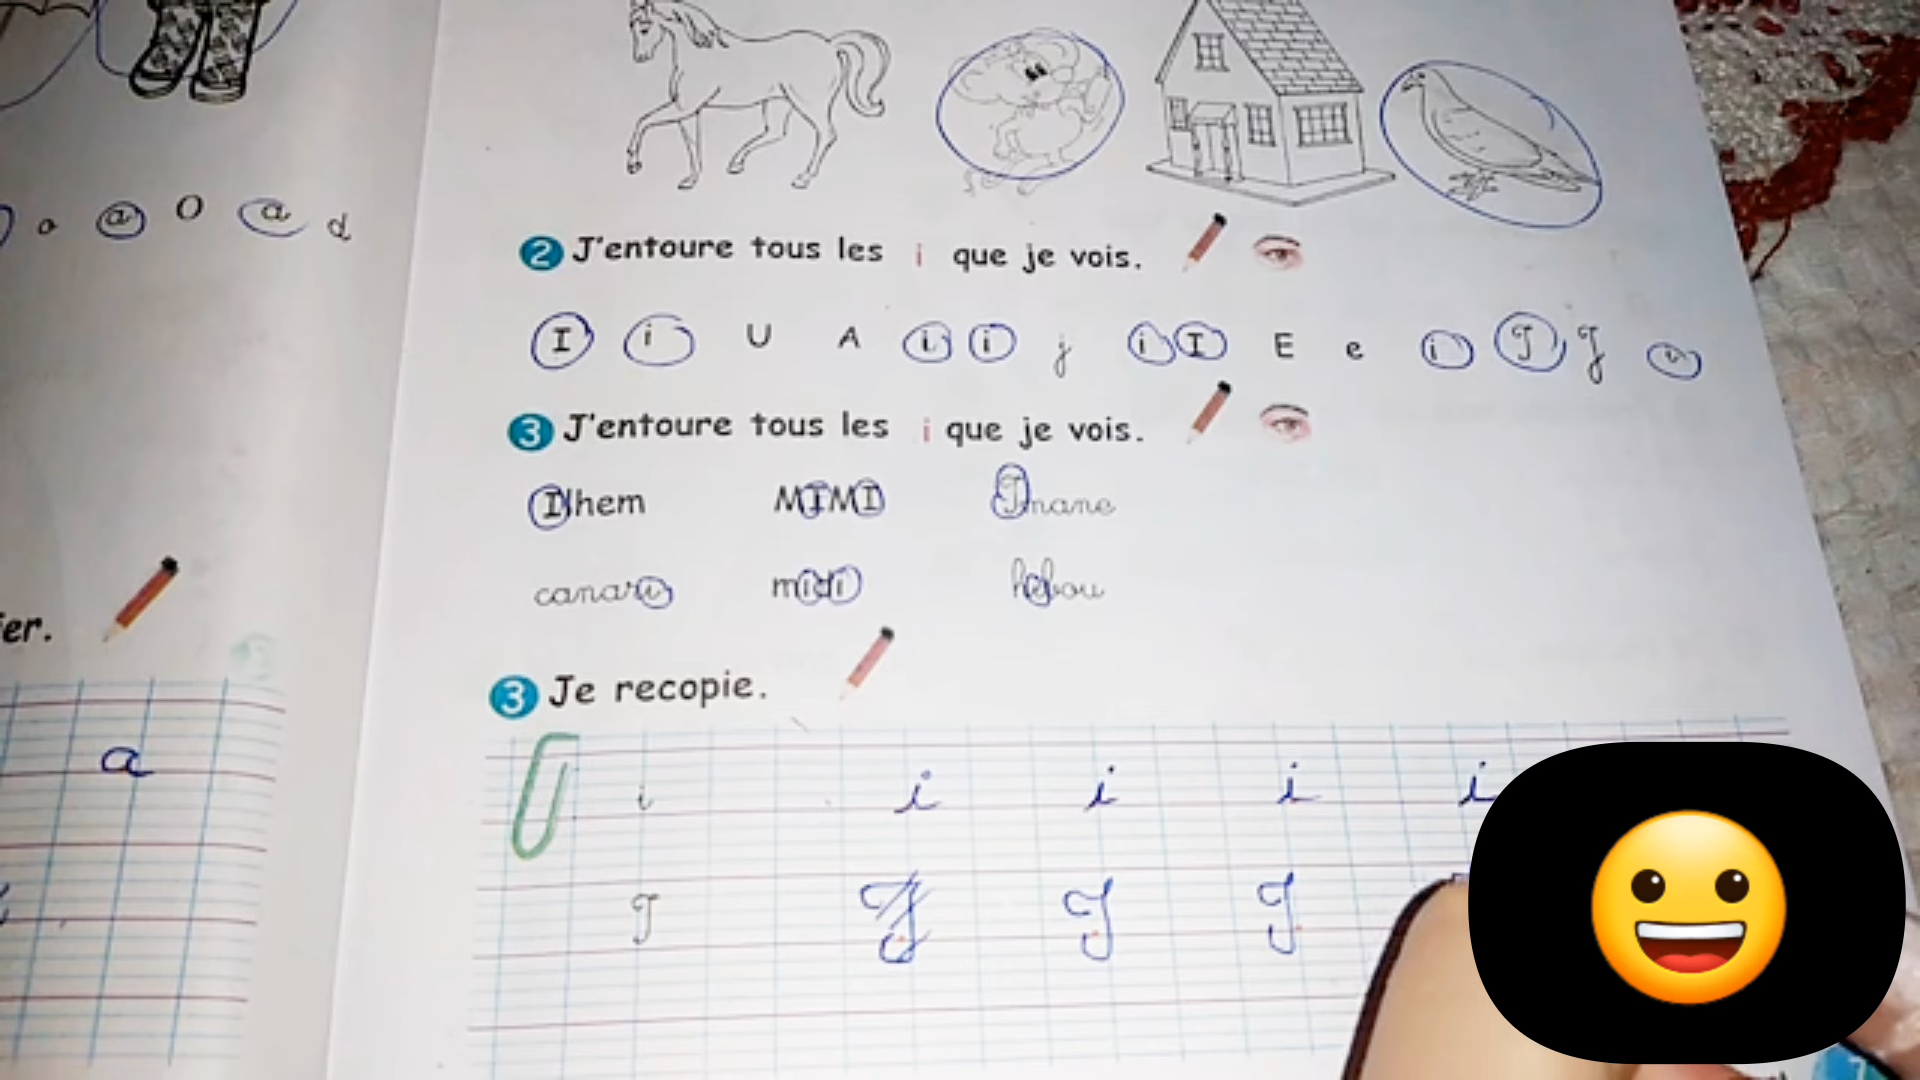 a a O a d
2 J'entoure tous les i que je vois.
I i U A i i j i I E e i I J i
3 J'entoure tous les i que je vois.
Ilhem MIMI Inane
canari midi hibou
er.
3 Je recopie.
a
i i i i i
I I I I